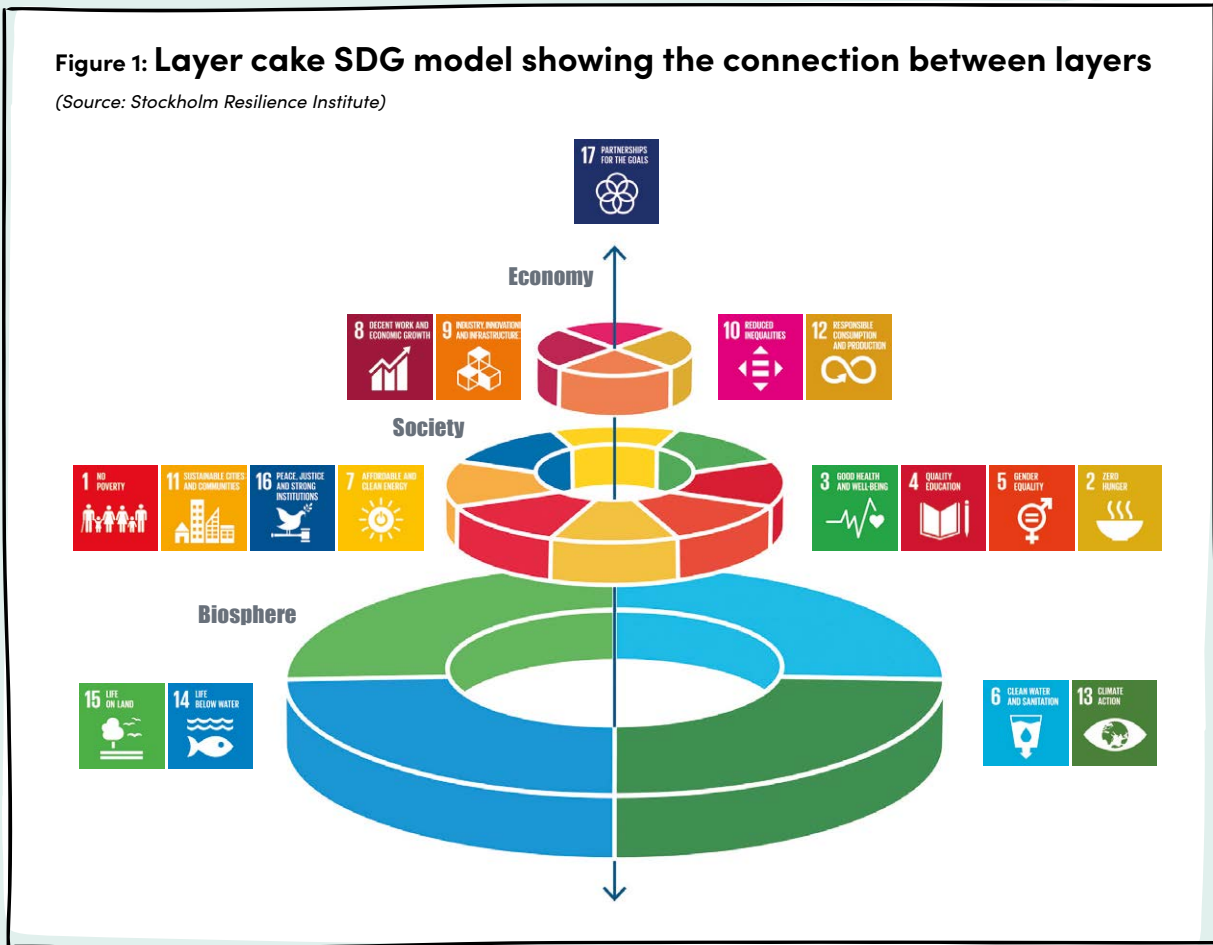 Figure 1: Layer cake SDG model showing the connection between layers
(Source: Stockholm Resilience Institute)
17 PARTNERSHIPS
FOR THE GOALS
Economy
8 DECENT WORK AND
ECONOMIC GROWTH
9 INDUSTRY, INNOVATION
AND INFRASTRUCTURE
10 REDUCED
INEQUALITIES
12 RESPONSIBLE
CONSUMPTION
AND PRODUCTION
Society
1 NO
POVERTY
11 SUSTAINABLE CITIES
AND COMMUNITIES
16 PEACE, JUSTICE
AND STRONG
INSTITUTIONS
7 AFFORDABLE AND
CLEAN ENERGY
3 GOOD HEALTH
AND WELL-BEING
4 QUALITY
EDUCATION
5 GENDER
EQUALITY
2 ZERO
HUNGER
Biosphere
15 LIFE
ON LAND
14 LIFE
BELOW WATER
6 CLEAN WATER
AND SANITATION
13 CLIMATE
ACTION